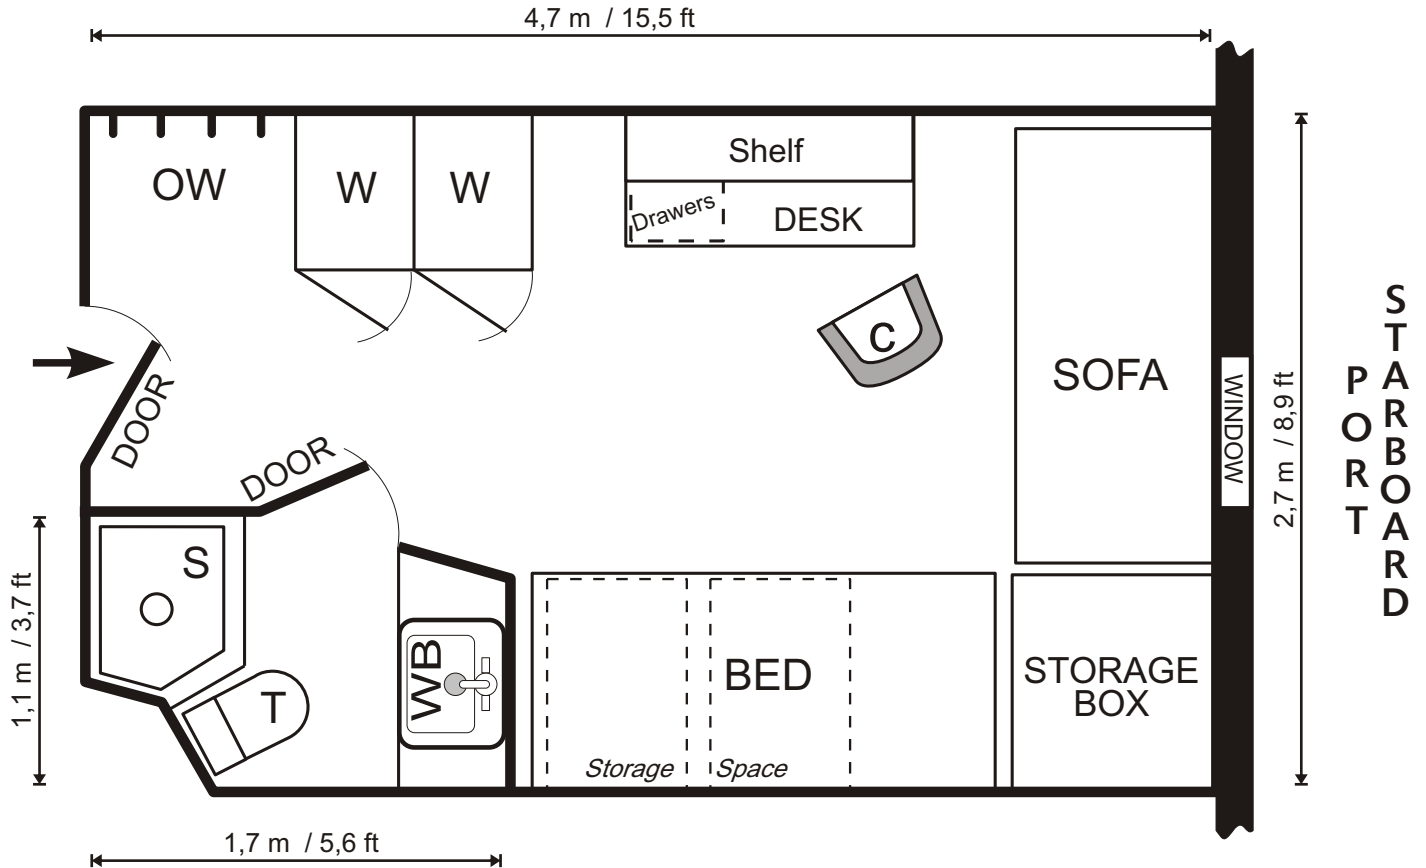 4,7 m / 15,5 ft
OW
W
W
Shelf
Drawers
DESK
C
SOFA
WINDOW
2,7 m / 8,9 ft
PORT
STARBOARD
DOOR
DOOR
S
T
WB
1,1 m / 3,7 ft
BED
Storage Space
STORAGE
BOX
1,7 m / 5,6 ft